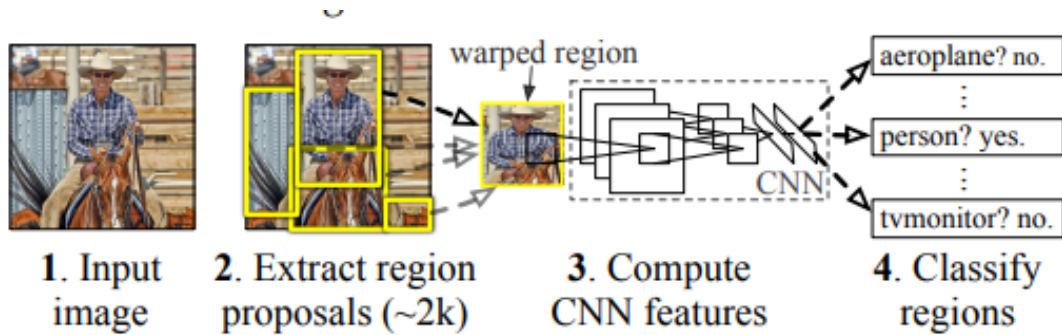 warped region
aeroplane? no.
⋮
person? yes.
⋮
CNN
tvmonitor? no.
1. Input image
2. Extract region proposals (~2k)
3. Compute CNN features
4. Classify regions